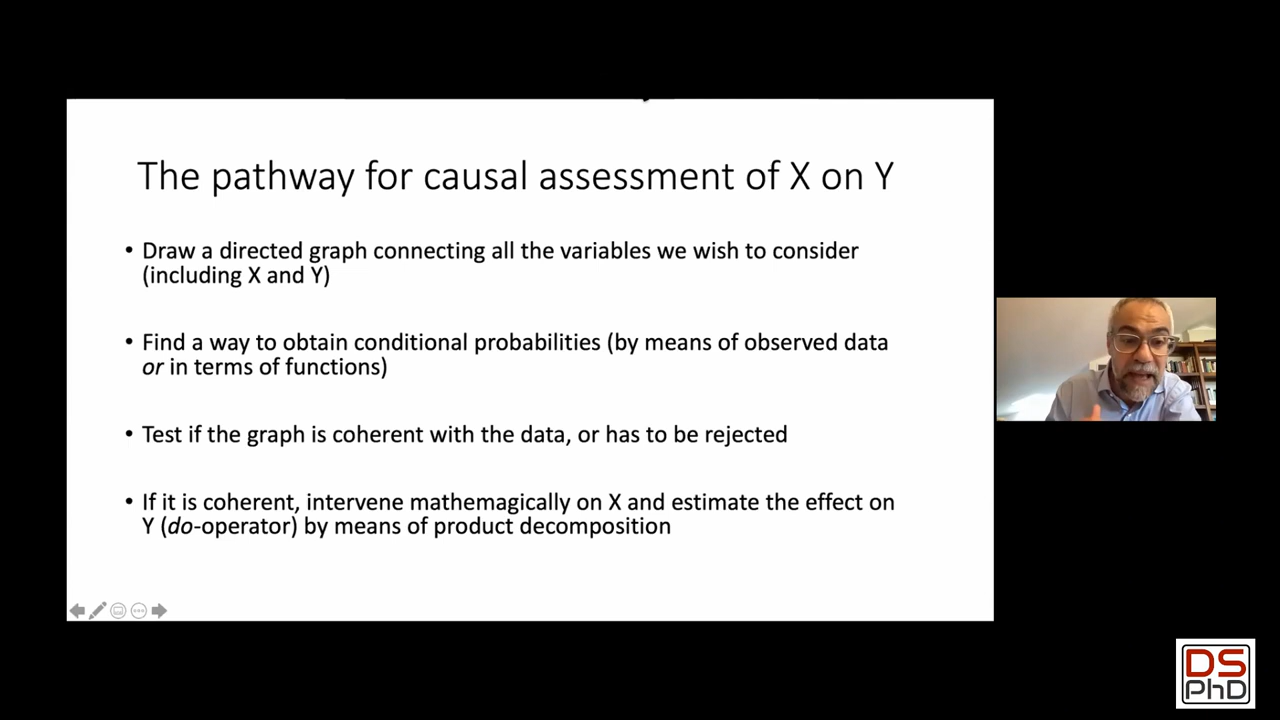 The pathway for causal assessment of X on Y
• Draw a directed graph connecting all the variables we wish to consider
(including X and Y)
• Find a way to obtain conditional probabilities (by means of observed data
or in terms of functions)
• Test if the graph is coherent with the data, or has to be rejected
• If it is coherent, intervene mathemagically on X and estimate the effect on
Y (do-operator) by means of product decomposition
DS
PhD